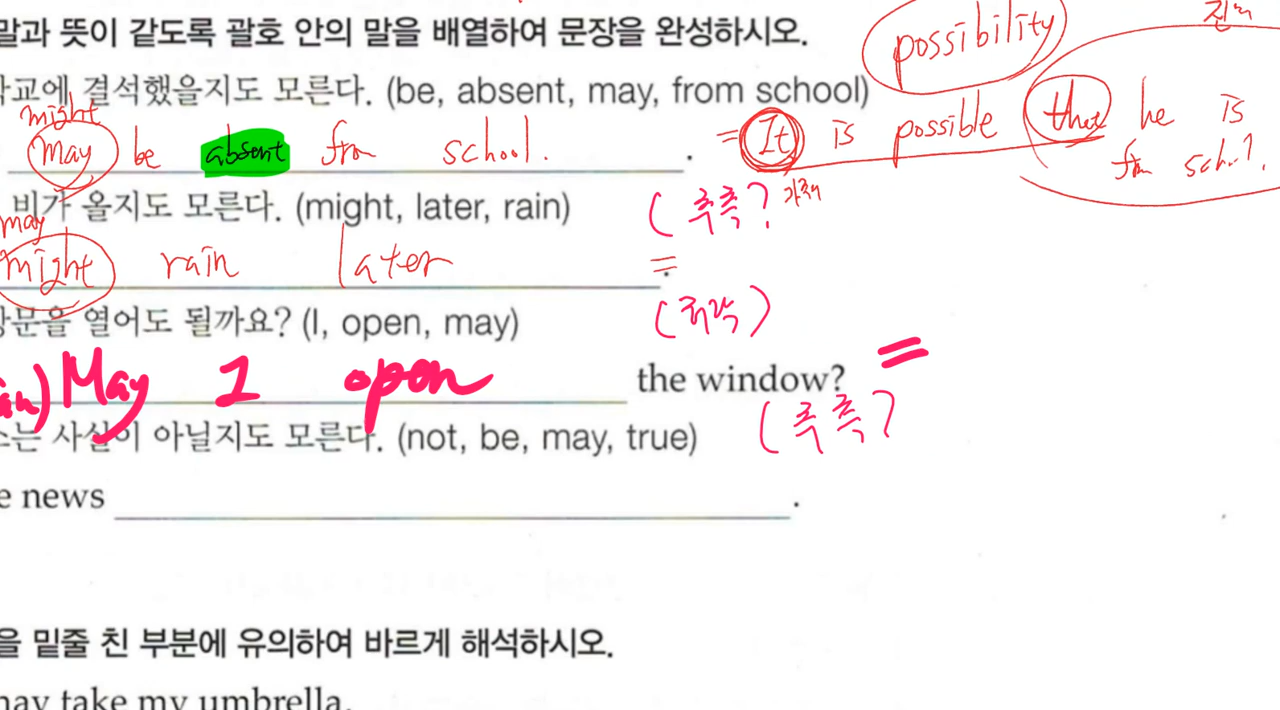 말과 뜻이 같도록 괄호 안의 말을 배열하여 문장을 완성하시오.
possibility
학교에 결석했을지도 모른다. (be, absent, may, from school)
might
may be absent from school. .
= It is possible that he is
from school.
비가 올지도 모른다. (might, later, rain)
(추측?
may
might rain later = .
창문을 열어도 될까요? (I, open, may)
(허락)
May I open the window? =
는 사실이 아닐지도 모른다. (not, be, may, true)
(추측?
e news .
을 밑줄 친 부분에 유의하여 바르게 해석하시오.
may take my umbrella.